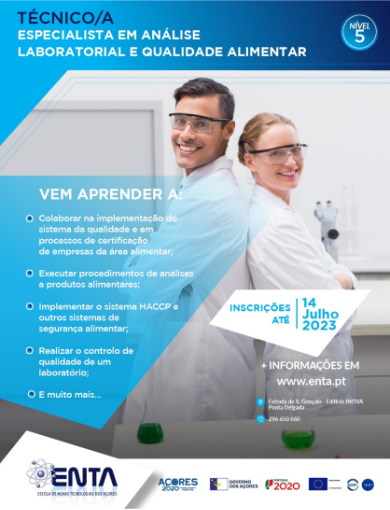 TÉCNICO/A
ESPECIALISTA EM ANÁLISE
LABORATORIAL E QUALIDADE ALIMENTAR
NÍVEL
5
VEM APRENDER A:
Colaborar na implementação do
sistema da qualidade e em
processos de certificação
de empresas da área alimentar;
Executar procedimentos de análises
a produtos alimentares;
Implementar o sistema HACCP e
outros sistemas de
segurança alimentar;
Realizar o controlo de
qualidade de um
laboratório;
E muito mais...
INSCRIÇÕES
ATÉ
14
Julho
2023
+ INFORMAÇÕES EM
www.enta.pt
Estrada de S. Gonçalo - Edifício INOVA
Ponta Delgada
296 650 660
ENTA
ESCOLA DE NOVAS TECNOLOGIAS DOS AÇORES
AÇORES
2020
GOVERNO
DOS AÇORES
PORTUGAL
2020